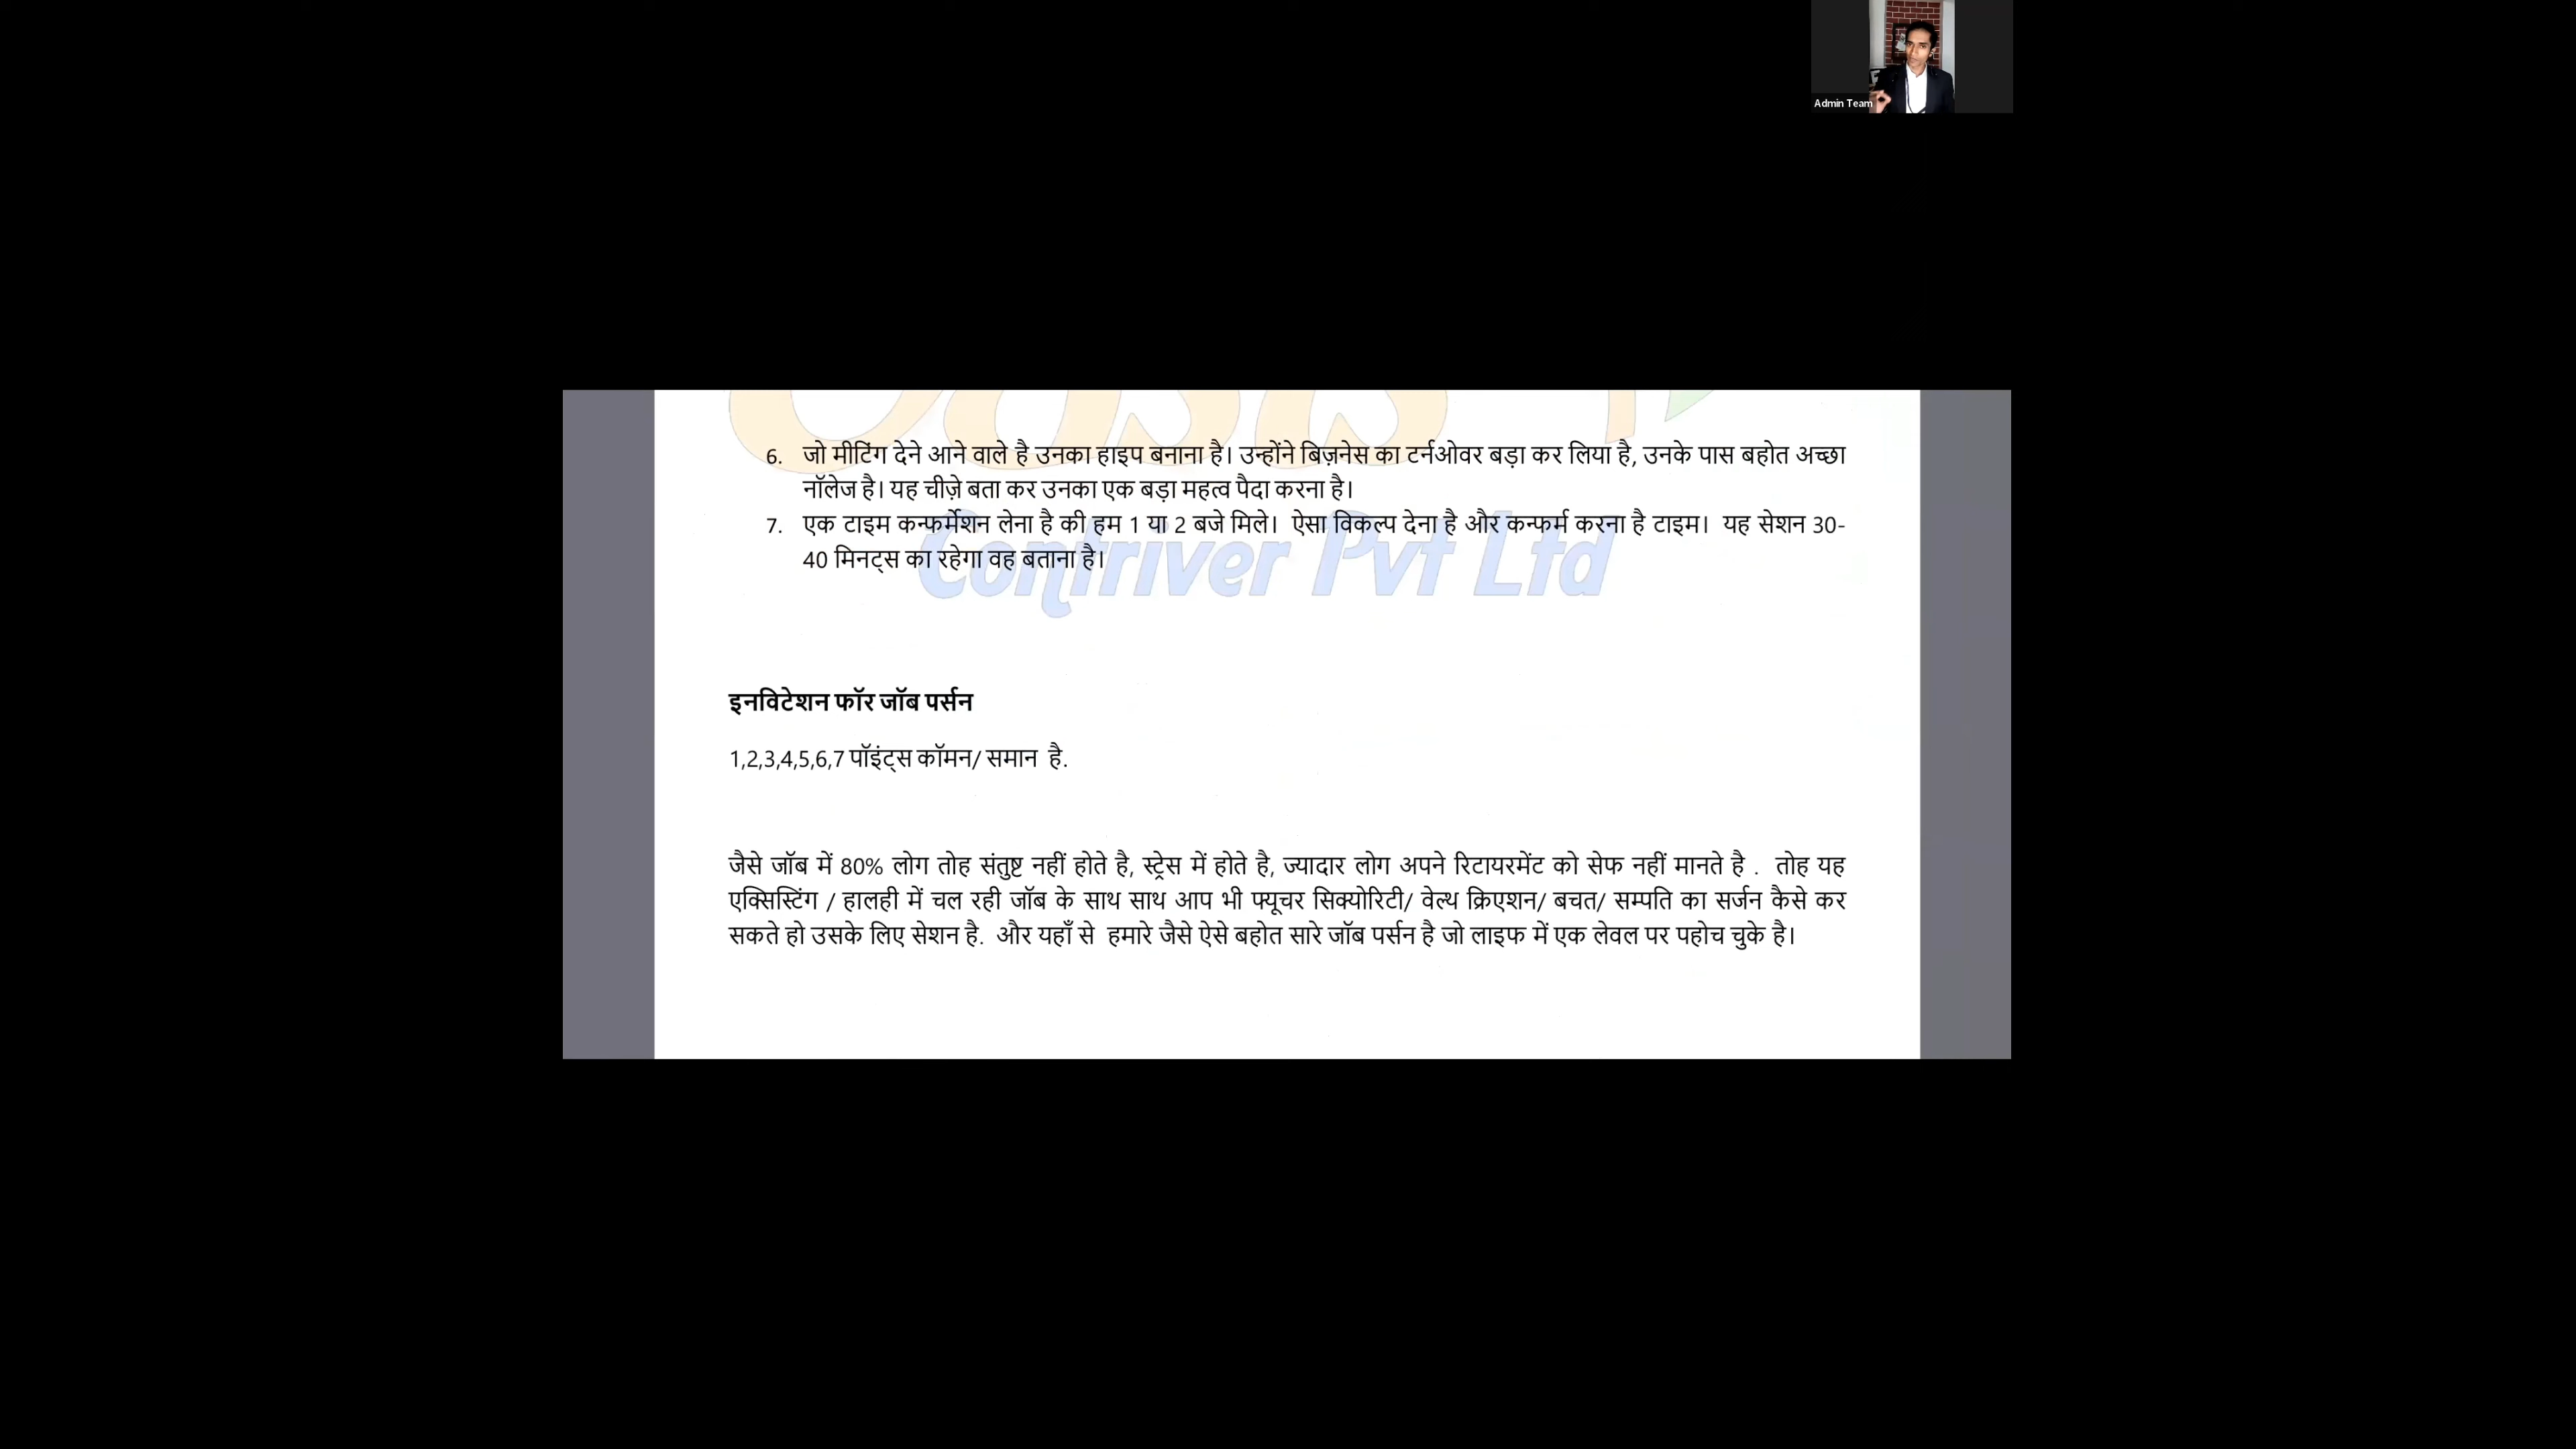 Admin Team
Oasis
6. जो मीटिंग देने आने वाले है उनका हाइप बनाना है। उन्होंने बिज़नेस का टर्नओवर बड़ा कर लिया है, उनके पास बहोत अच्छा
नॉलेज है। यह चीज़े बता कर उनका एक बड़ा महत्व पैदा करना है।
7. एक टाइम कन्फर्मेशन लेना है की हम 1 या 2 बजे मिले।  ऐसा विकल्प देना है और कन्फर्म करना है टाइम।  यह सेशन 30-
40 मिनट्स का रहेगा वह बताना है।
Confriver Pvt Ltd
इनविटेशन फॉर जॉब पर्सन
1,2,3,4,5,6,7 पॉइंट्स कॉमन/ समान  है.
जैसे जॉब में 80% लोग तोह संतुष्ट नहीं होते है, स्ट्रेस में होते है, ज्यादार लोग अपने रिटायरमेंट को सेफ नहीं मानते है .  तोह यह
एक्सिस्टिंग / हालही में चल रही जॉब के साथ साथ आप भी फ्यूचर सिक्योरिटी/ वेल्थ क्रिएशन/ बचत/ सम्पति का सर्जन कैसे कर
सकते हो उसके लिए सेशन है.  और यहाँ से  हमारे जैसे ऐसे बहोत सारे जॉब पर्सन है जो लाइफ में एक लेवल पर पहोच चुके है।